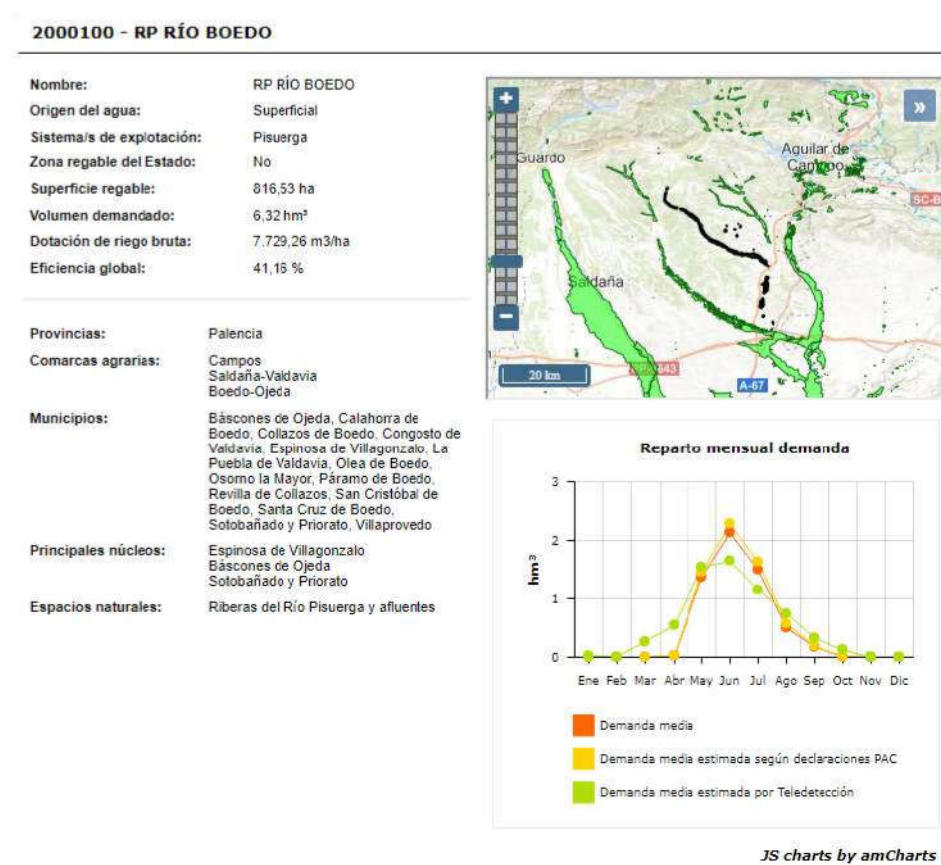 2000100 - RP RÍO BOEDO
Nombre: RP RÍO BOEDO
Origen del agua: Superficial
Sistema/s de explotación: Pisuerga
Zona regable del Estado: No
Superficie regable: 816,53 ha
Volumen demandado: 6,32 hm³
Dotación de riego bruta: 7.729,26 m3/ha
Eficiencia global: 41,16 %
Provincias: Palencia
Comarcas agrarias: Campos
Saldaña-Valdavia
Boedo-Ojeda
Municipios: Báscones de Ojeda, Calahorra de
Boedo, Collazos de Boedo, Congosto de
Valdavia, Espinosa de Villagonzalo, La
Puebla de Valdavia, Olea de Boedo,
Osorno la Mayor, Páramo de Boedo,
Revilla de Collazos, San Cristóbal de
Boedo, Santa Cruz de Boedo,
Sotobañado y Priorato, Villaprovedo
Principales núcleos: Espinosa de Villagonzalo
Báscones de Ojeda
Sotobañado y Priorato
Espacios naturales: Riberas del Río Pisuerga y afluentes
+
»
Guardo
Aguilar de
Campoo
SC-B
Saldaña
−
20 km
A-67
Reparto mensual demanda
hm³
3
2
1
0
Ene Feb Mar Abr May Jun Jul Ago Sep Oct Nov Dic
Demanda media
Demanda media estimada según declaraciones PAC
Demanda media estimada por Teledetección
JS charts by amCharts